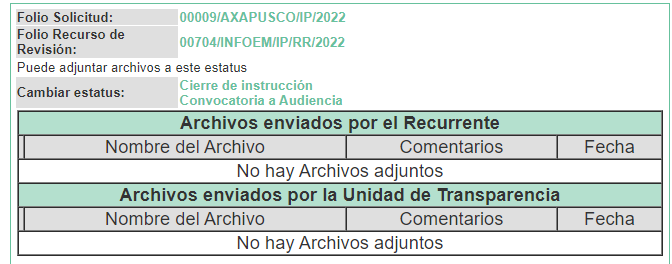 Folio Solicitud: 00009/AXAPUSCO/IP/2022
Folio Recurso de Revisión: 00704/INFOEM/IP/RR/2022
Puede adjuntar archivos a este estatus
Cambiar estatus: Cierre de instrucción
Convocatoria a Audiencia
Archivos enviados por el Recurrente
Nombre del Archivo Comentarios Fecha
No hay Archivos adjuntos
Archivos enviados por la Unidad de Transparencia
Nombre del Archivo Comentarios Fecha
No hay Archivos adjuntos